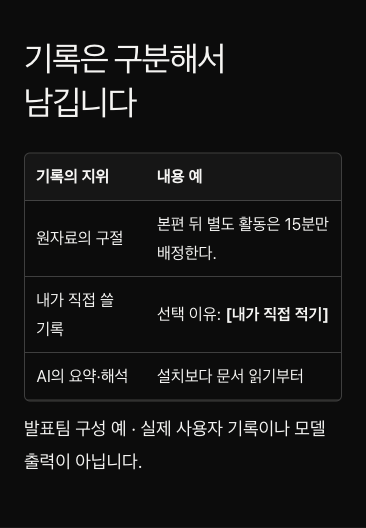 기록은 구분해서
남깁니다
기록의 지위 내용 예
원자료의 구절 본편 뒤 별도 활동은 15분만
배정한다.
내가 직접 쓸
기록 선택 이유: [내가 직접 적기]
AI의 요약·해석 설치보다 문서 읽기부터
발표팀 구성 예 · 실제 사용자 기록이나 모델
출력이 아닙니다.